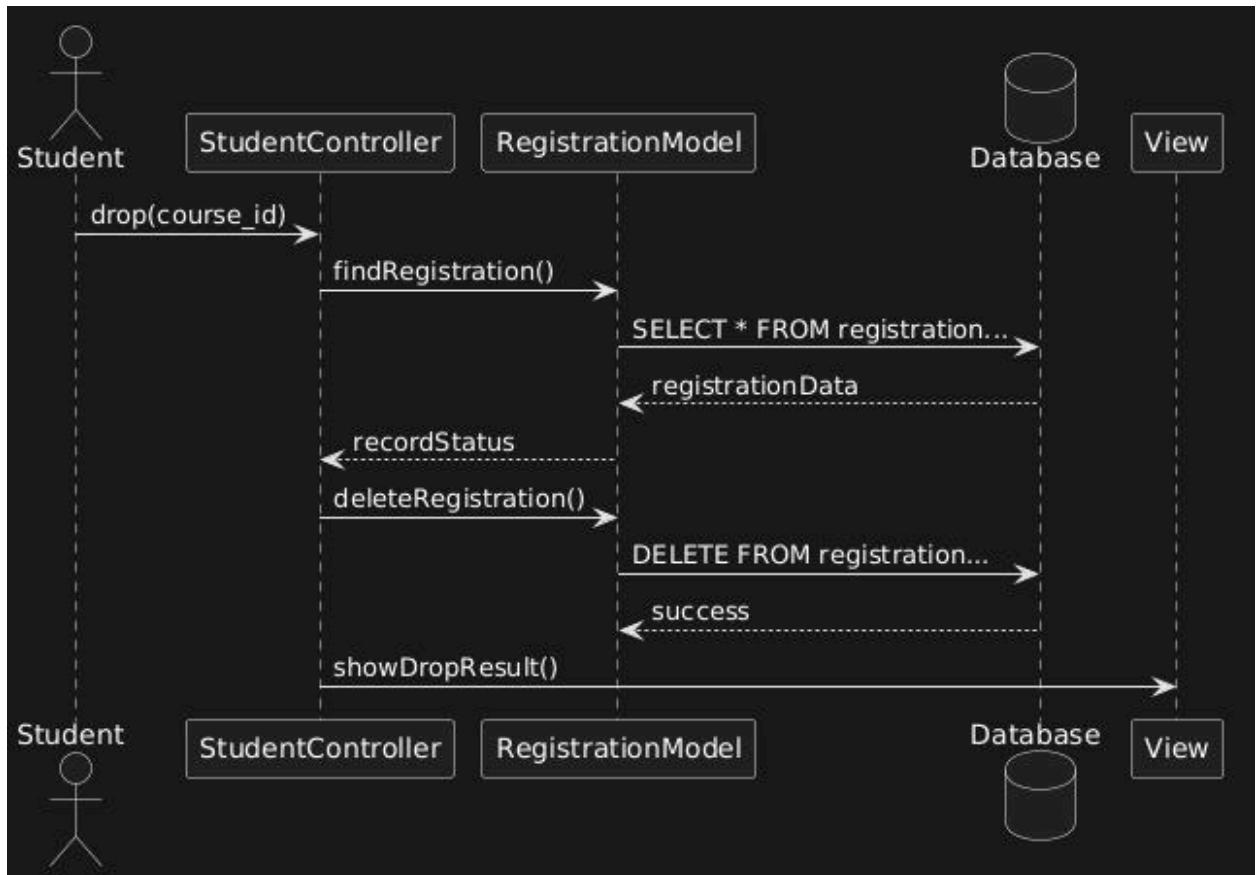 StudentController
RegistrationModel
View
Student
Database
drop(course_id)
findRegistration()
SELECT * FROM registration...
registrationData
recordStatus
deleteRegistration()
DELETE FROM registration...
success
showDropResult()
Student
Database
StudentController
RegistrationModel
View